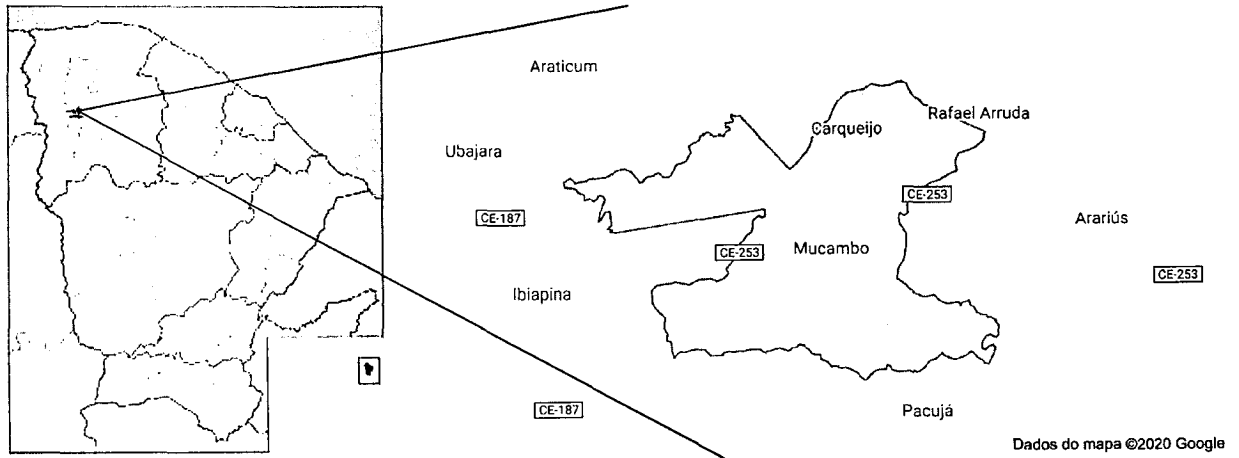 Araticum
Carqueijo
Rafael Arruda
Ubajara
CE-253
CE-187
Arariús
Mucambo
CE-253
CE-253
Ibiapina
CE-187
Pacujá
Dados do mapa ©2020 Google